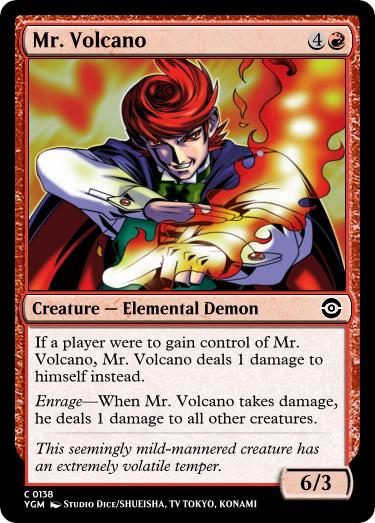 Mr. Volcano 4
Creature — Elemental Demon
If a player were to gain control of Mr.
Volcano, Mr. Volcano deals 1 damage to
himself instead.
Enrage—When Mr. Volcano takes damage,
he deals 1 damage to all other creatures.
This seemingly mild-mannered creature has
an extremely volatile temper.
6/3
C 0138
YGM STUDIO DICE/SHUEISHA, TV TOKYO, KONAMI